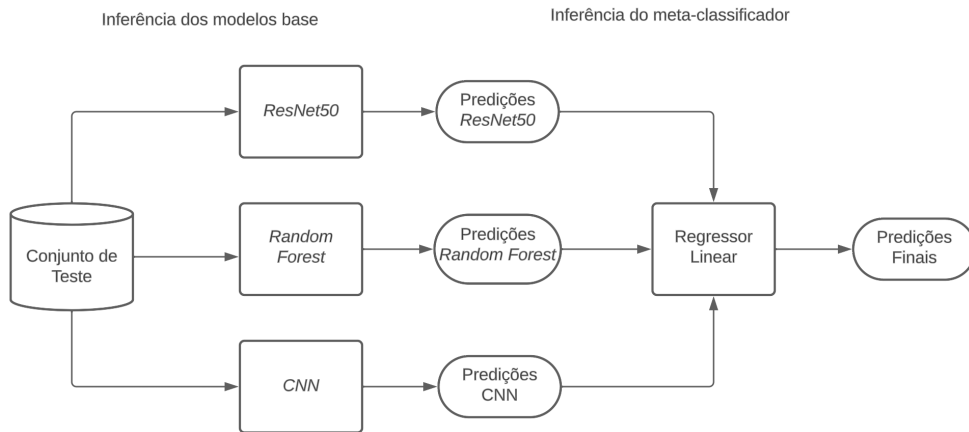 Inferência dos modelos base
Inferência do meta-classificador
ResNet50
Predições
ResNet50
Conjunto de
Teste
Random
Forest
Predições
Random Forest
Regressor
Linear
Predições
Finais
CNN
Predições
CNN